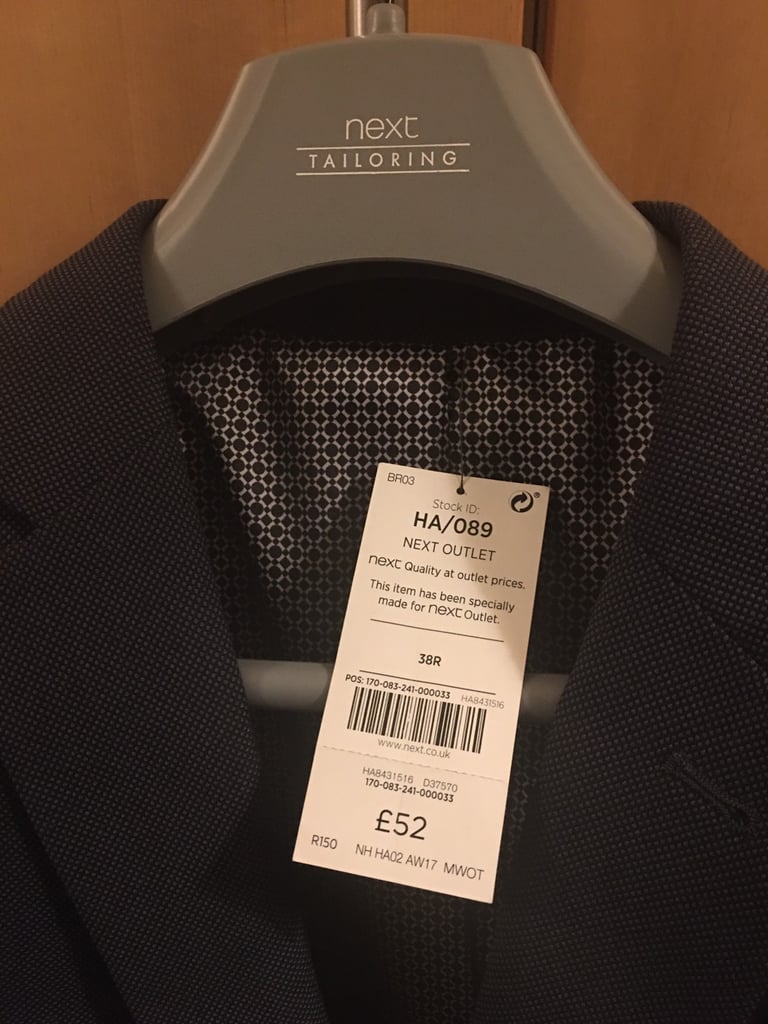 next
TAILORING
BR03
Stock ID:
HA/089
NEXT OUTLET
next Quality at outlet prices.
This item has been specially
made for next Outlet.
38R
POS: 170-083-241-000033 HA8431516
www.next.co.uk
HA8431516 D37570
170-083-241-000033
£52
R150 NH HA02 AW17 MWOT